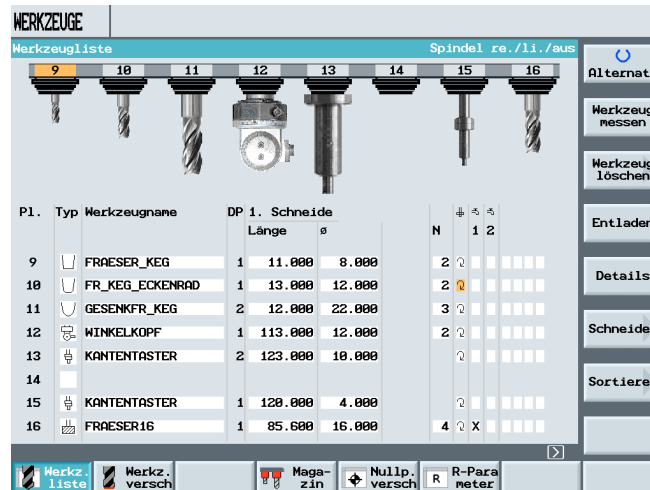 WERKZEUGE
Werkzeugliste Spindel re./li./aus
9 10 11 12 13 14 15 16
Pl. Typ Werkzeugname DP 1. Schneide
Länge ø N 1 2
9 FRAESER_KEG 1 11.000 8.000 2
10 FR_KEG_ECKENRAD 1 13.000 12.000 2
11 GESENKFR_KEG 2 12.000 22.000 3
12 WINKELKOPF 1 113.000 12.000 2
13 KANTENTASTER 2 123.000 10.000
14
15 KANTENTASTER 1 120.000 4.000
16 FRAESER16 1 85.600 16.000 4 X
Alternat
Werkzeug
messen
Werkzeug
löschen
Entladen
Details
Schneide
Sortiere
Werkz.
liste
Werkz.
versch
Maga-
zin
Nullp.
versch
R R-Para
meter